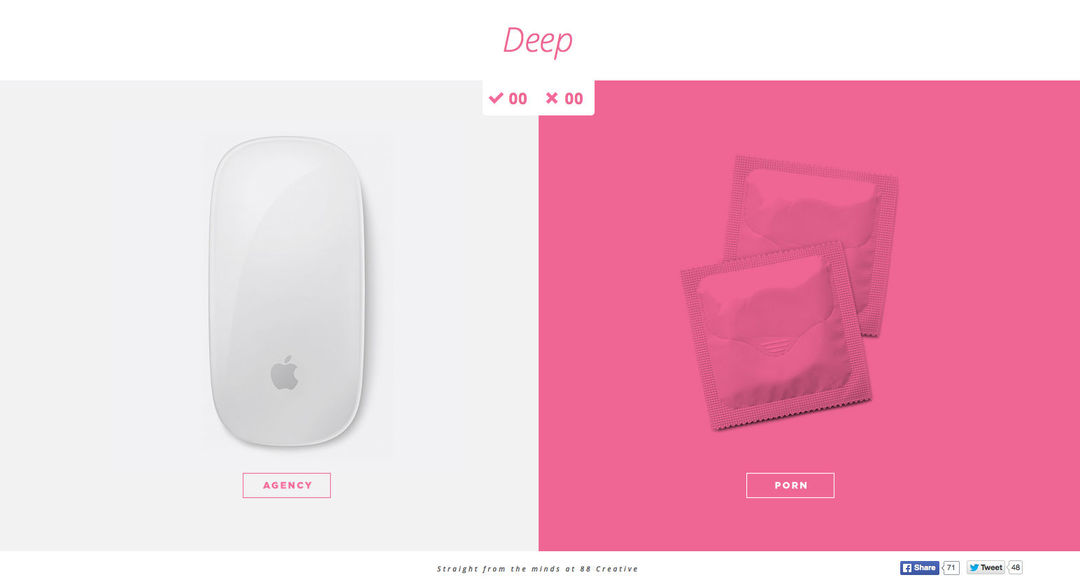 Deep
00 00
AGENCY
PORN
Straight from the minds at 88 Creative
Share 71 Tweet 48